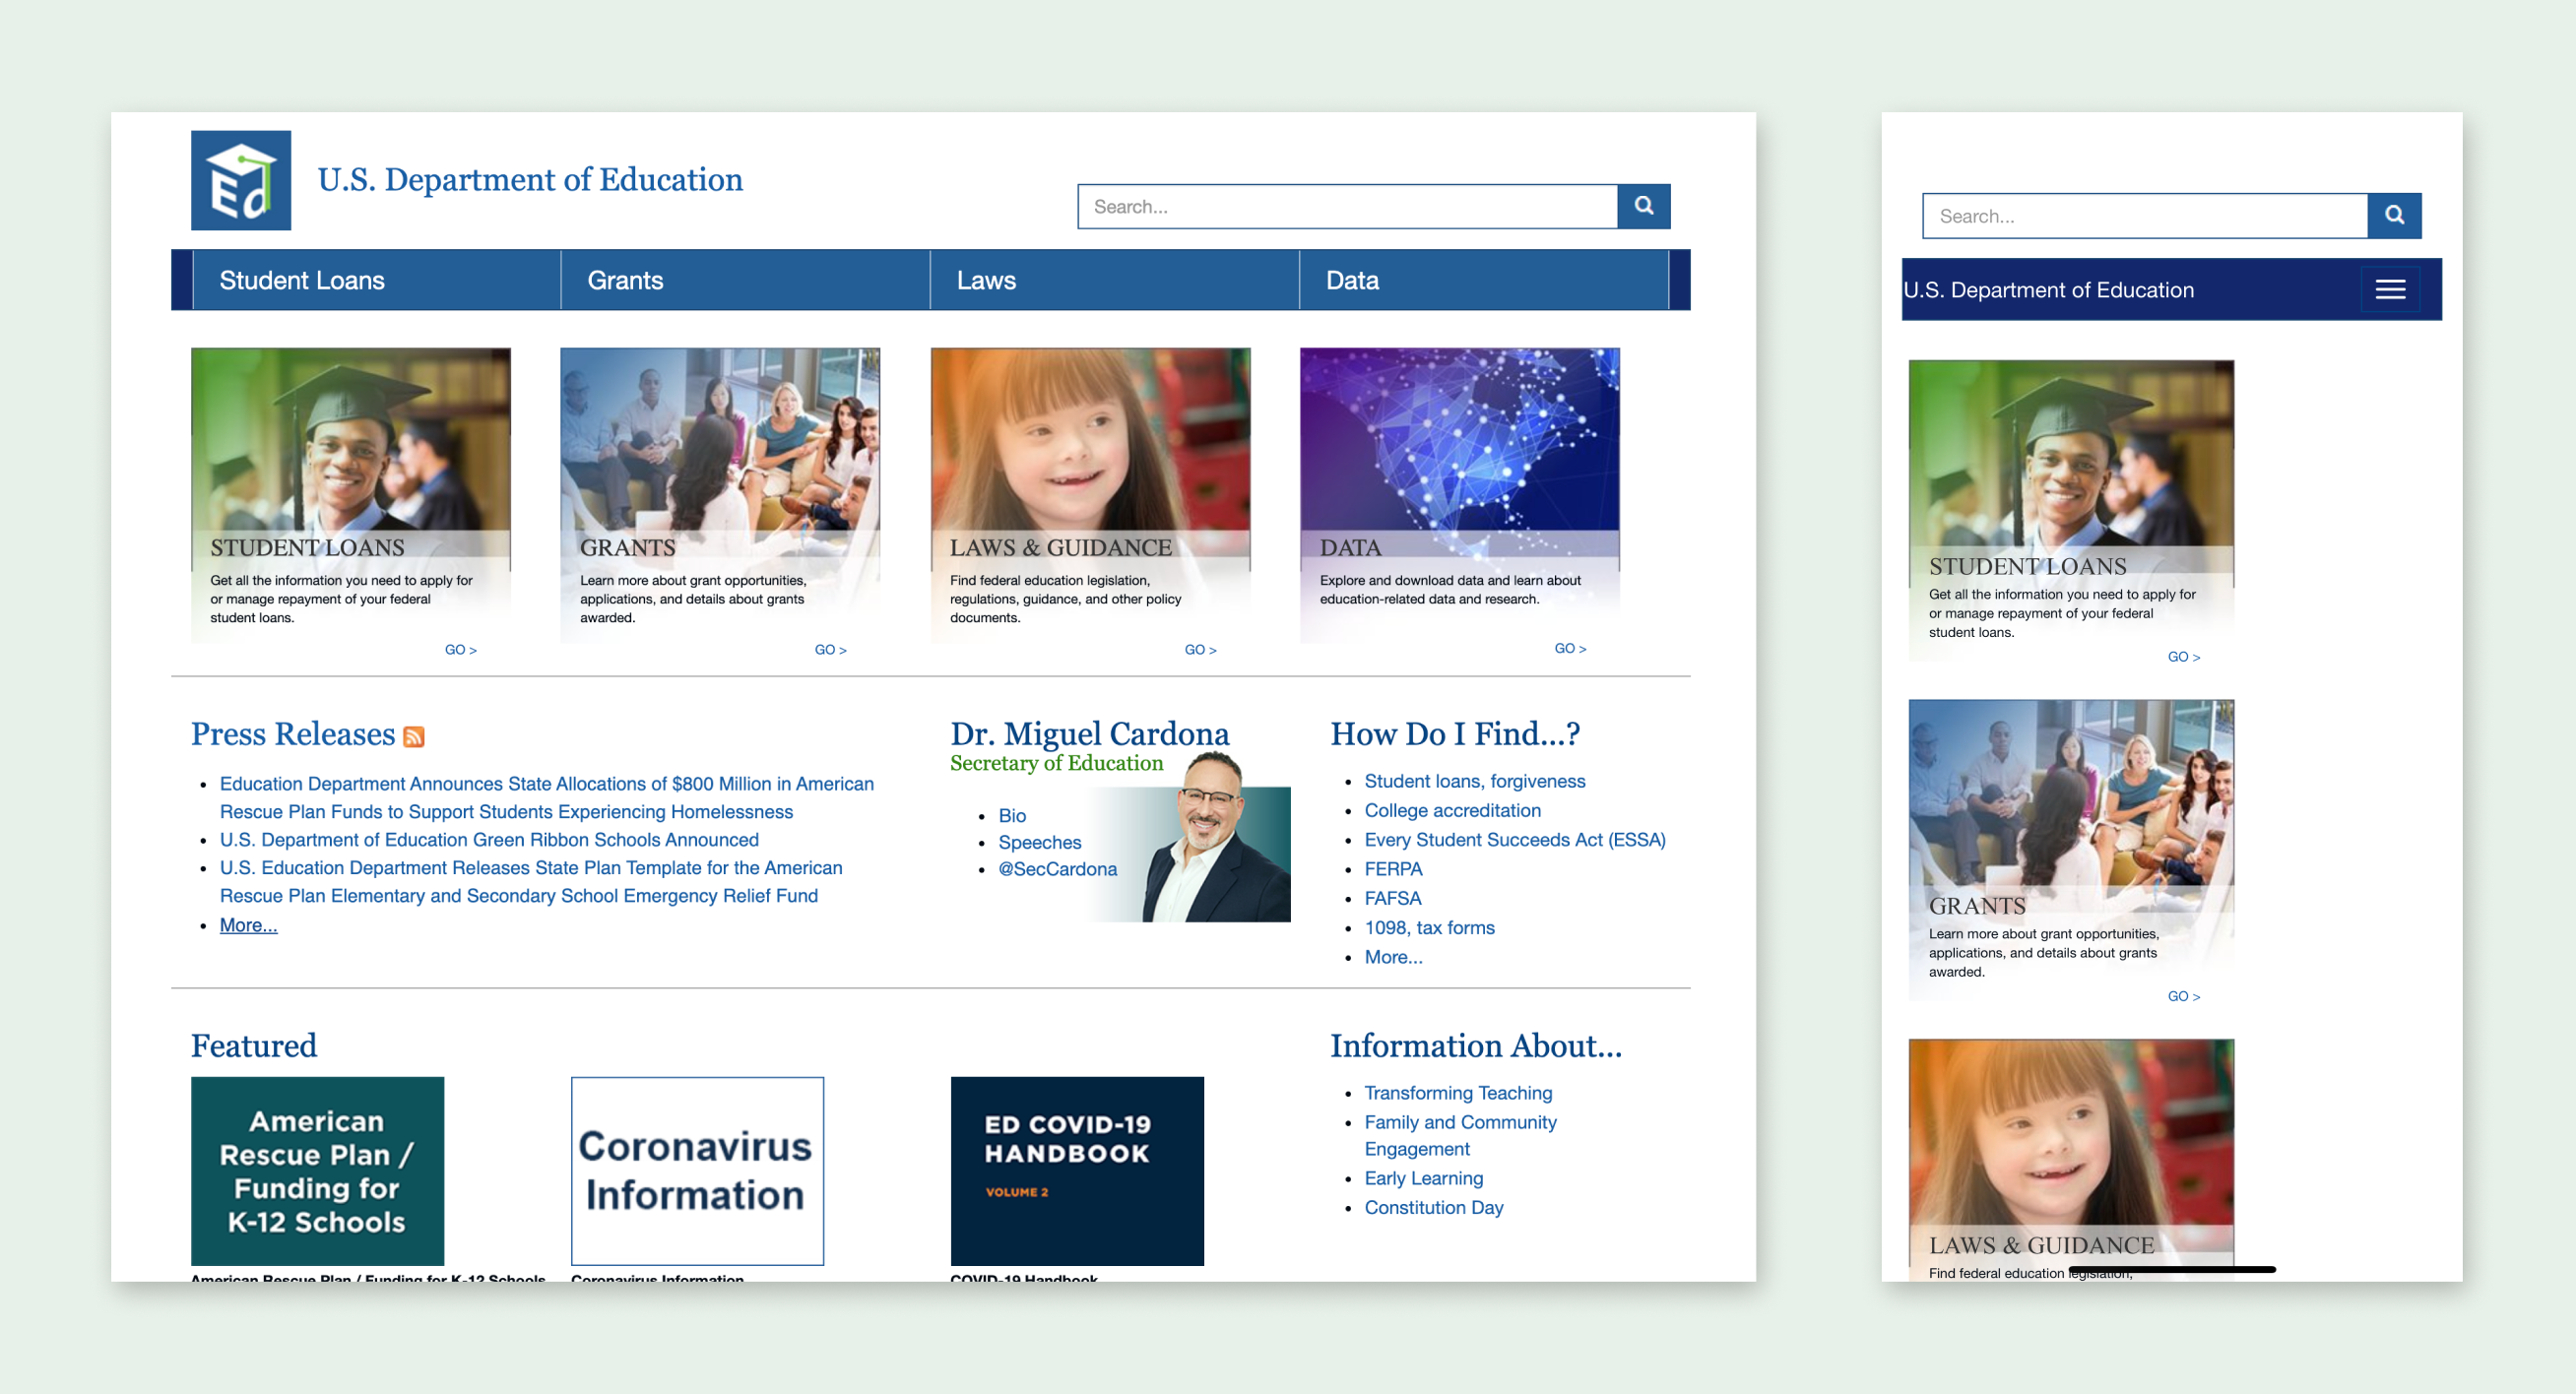 Ed
U.S. Department of Education
Search...
Student Loans
Grants
Laws
Data
STUDENT LOANS
Get all the information you need to apply for
or manage repayment of your federal
student loans.
GO >
GRANTS
Learn more about grant opportunities,
applications, and details about grants
awarded.
GO >
LAWS & GUIDANCE
Find federal education legislation,
regulations, guidance, and other policy
documents.
GO >
DATA
Explore and download data and learn about
education-related data and research.
GO >
Press Releases
Education Department Announces State Allocations of $800 Million in American
Rescue Plan Funds to Support Students Experiencing Homelessness
U.S. Department of Education Green Ribbon Schools Announced
U.S. Education Department Releases State Plan Template for the American
Rescue Plan Elementary and Secondary School Emergency Relief Fund
More...
Dr. Miguel Cardona
Secretary of Education
Bio
Speeches
@SecCardona
How Do I Find...?
Student loans, forgiveness
College accreditation
Every Student Succeeds Act (ESSA)
FERPA
FAFSA
1098, tax forms
More...
Featured
American
Rescue Plan /
Funding for
K-12 Schools
American Rescue Plan / Funding for K-12 Schools
Coronavirus
Information
Coronavirus Information
ED COVID-19
HANDBOOK
VOLUME 2
COVID-19 Handbook
Information About...
Transforming Teaching
Family and Community
Engagement
Early Learning
Constitution Day
Search...
U.S. Department of Education
STUDENT LOANS
Get all the information you need to apply for
or manage repayment of your federal
student loans.
GO >
GRANTS
Learn more about grant opportunities,
applications, and details about grants
awarded.
GO >
LAWS & GUIDANCE
Find federal education legislation,